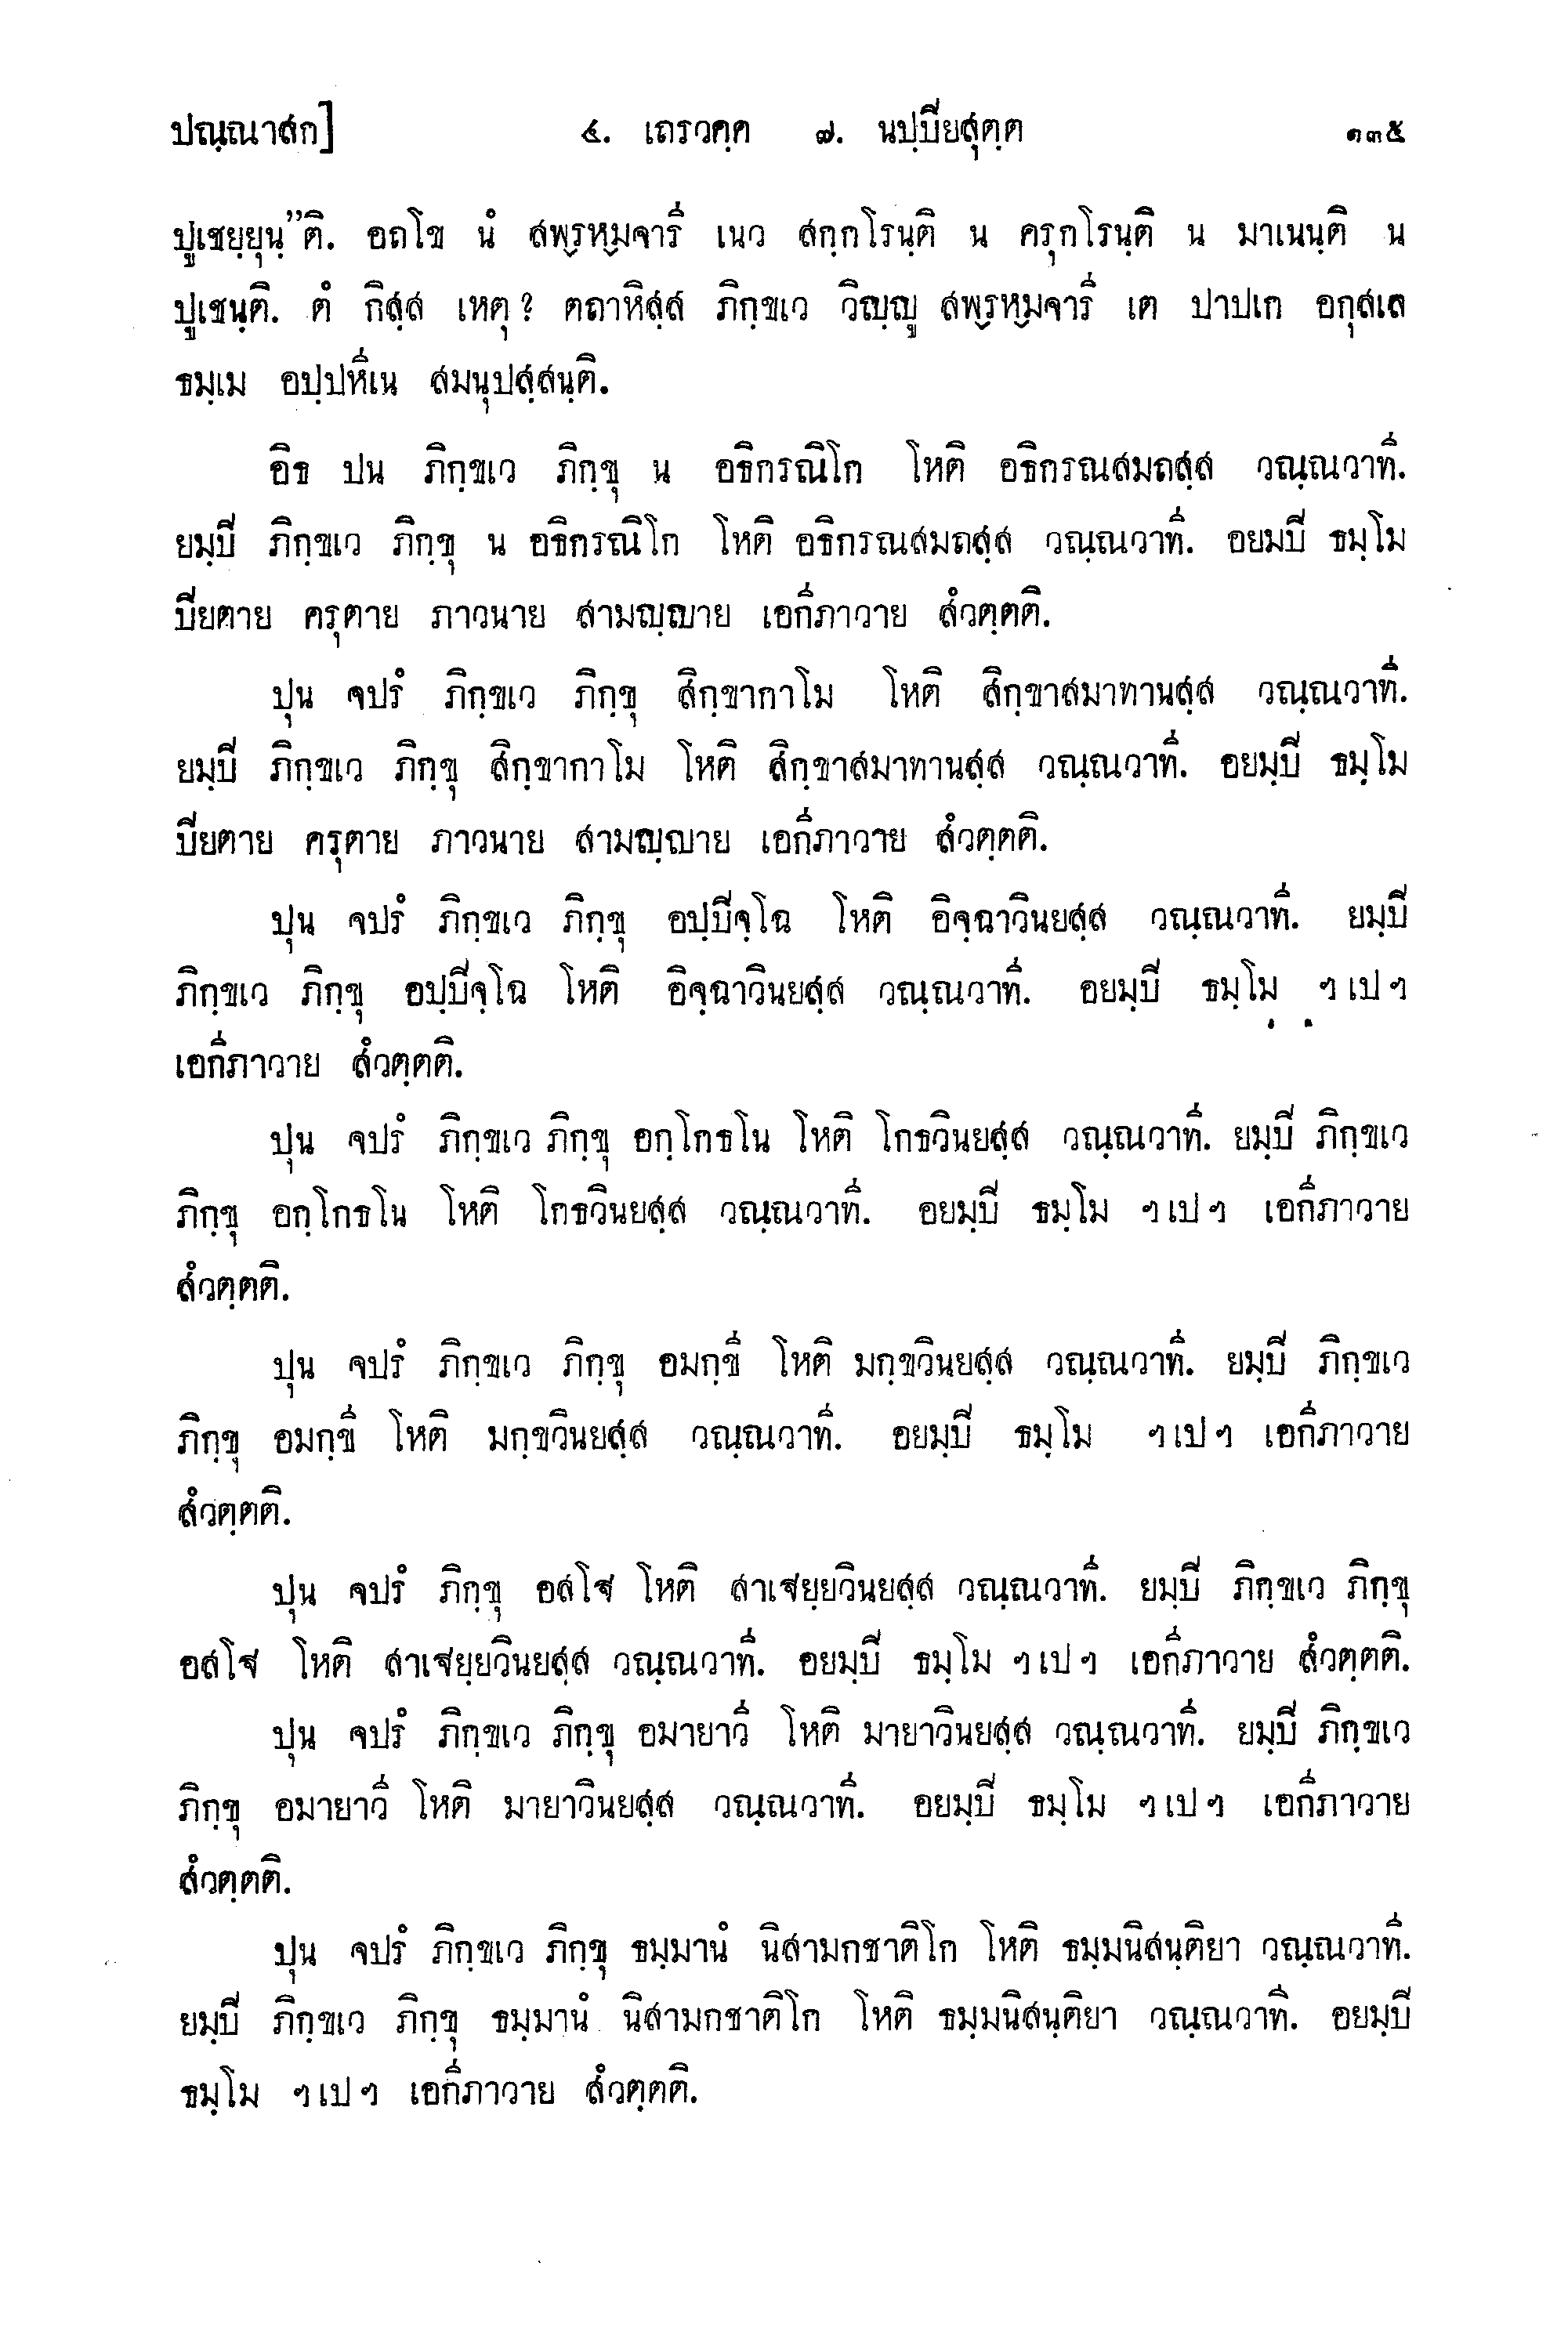 ปณฺณาสก] ๔. เถรวคฺค ๗. นปฺปิยสุตฺต ๑๓๕
ปูเชยฺยุนฺ”ติ. อถโข นํ สพฺรหฺมจารี เนว สกฺกโรนฺติ น ครุกโรนฺติ น มาเนนฺติ น
ปูเชนฺติ. ตํ กิสฺส เหตุ? ตถาหิสฺส ภิกฺขเว วิญฺญู สพฺรหฺมจารี เต ปาปเก อกุสเล
ธมฺเม อปฺปหีเน สมนุปสฺสนฺติ.
อิธ ปน ภิกฺขเว ภิกฺขุ น อธิกรณิโก โหติ อธิกรณสมถสฺส วณฺณวาที.
ยมฺปิ ภิกฺขเว ภิกฺขุ น อธิกรณิโก โหติ อธิกรณสมถสฺส วณฺณวาที. อยมปิ ธมฺโม
ปิยตาย ครุตาย ภาวนาย สามญฺญาย เอกีภาวาย สํวตฺตติ.
ปุน จปรํ ภิกฺขเว ภิกฺขุ สิกฺขากาโม โหติ สิกฺขาสมาทานสฺส วณฺณวาที.
ยมฺปิ ภิกฺขเว ภิกฺขุ สิกฺขากาโม โหติ สิกฺขาสมาทานสฺส วณฺณวาที. อยมฺปิ ธมฺโม
ปิยตาย ครุตาย ภาวนาย สามญฺญาย เอกีภาวาย สํวตฺตติ.
ปุน จปรํ ภิกฺขเว ภิกฺขุ อปฺปิจฺโฉ โหติ อิจฺฉาวินยสฺส วณฺณวาที. ยมฺปิ
ภิกฺขเว ภิกฺขุ อปฺปิจฺโฉ โหติ อิจฺฉาวินยสฺส วณฺณวาที. อยมฺปิ ธมฺโม ฯเปฯ
เอกีภาวาย สํวตฺตติ.
ปุน จปรํ ภิกฺขเว ภิกฺขุ อกฺโกธโน โหติ โกธวินยสฺส วณฺณวาที. ยมฺปิ ภิกฺขเว
ภิกฺขุ อกฺโกธโน โหติ โกธวินยสฺส วณฺณวาที. อยมฺปิ ธมฺโม ฯเปฯ เอกีภาวาย
สํวตฺตติ.
ปุน จปรํ ภิกฺขเว ภิกฺขุ อมกฺขี โหติ มกฺขวินยสฺส วณฺณวาที. ยมฺปิ ภิกฺขเว
ภิกฺขุ อมกฺขี โหติ มกฺขวินยสฺส วณฺณวาที. อยมฺปิ ธมฺโม ฯเปฯ เอกีภาวาย
สํวตฺตติ.
ปุน จปรํ ภิกฺขุ อสโฐ โหติ สาเฐยฺยวินยสฺส วณฺณวาที. ยมฺปิ ภิกฺขเว ภิกฺขุ
อสโฐ โหติ สาเฐยฺยวินยสฺส วณฺณวาที. อยมฺปิ ธมฺโม ฯเปฯ เอกีภาวาย สํวตฺตติ.
ปุน จปรํ ภิกฺขเว ภิกฺขุ อมายาวี โหติ มายาวินยสฺส วณฺณวาที. ยมฺปิ ภิกฺขเว
ภิกฺขุ อมายาวี โหติ มายาวินยสฺส วณฺณวาที. อยมฺปิ ธมฺโม ฯเปฯ เอกีภาวาย
สํวตฺตติ.
ปุน จปรํ ภิกฺขเว ภิกฺขุ ธมฺมานํ นิสามกชาติโก โหติ ธมฺมนิสนฺติยา วณฺณวาที.
ยมฺปิ ภิกฺขเว ภิกฺขุ ธมฺมานํ นิสามกชาติโก โหติ ธมฺมนิสนฺติยา วณฺณวาที. อยมฺปิ
ธมฺโม ฯเปฯ เอกีภาวาย สํวตฺตติ.